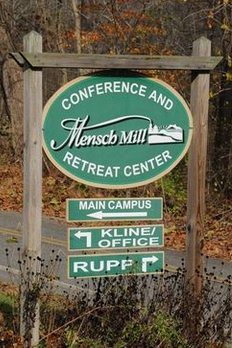 CONFERENCE AND
Mensch Mill
RETREAT CENTER
MAIN CAMPUS
KLINE/
OFFICE
RUPP